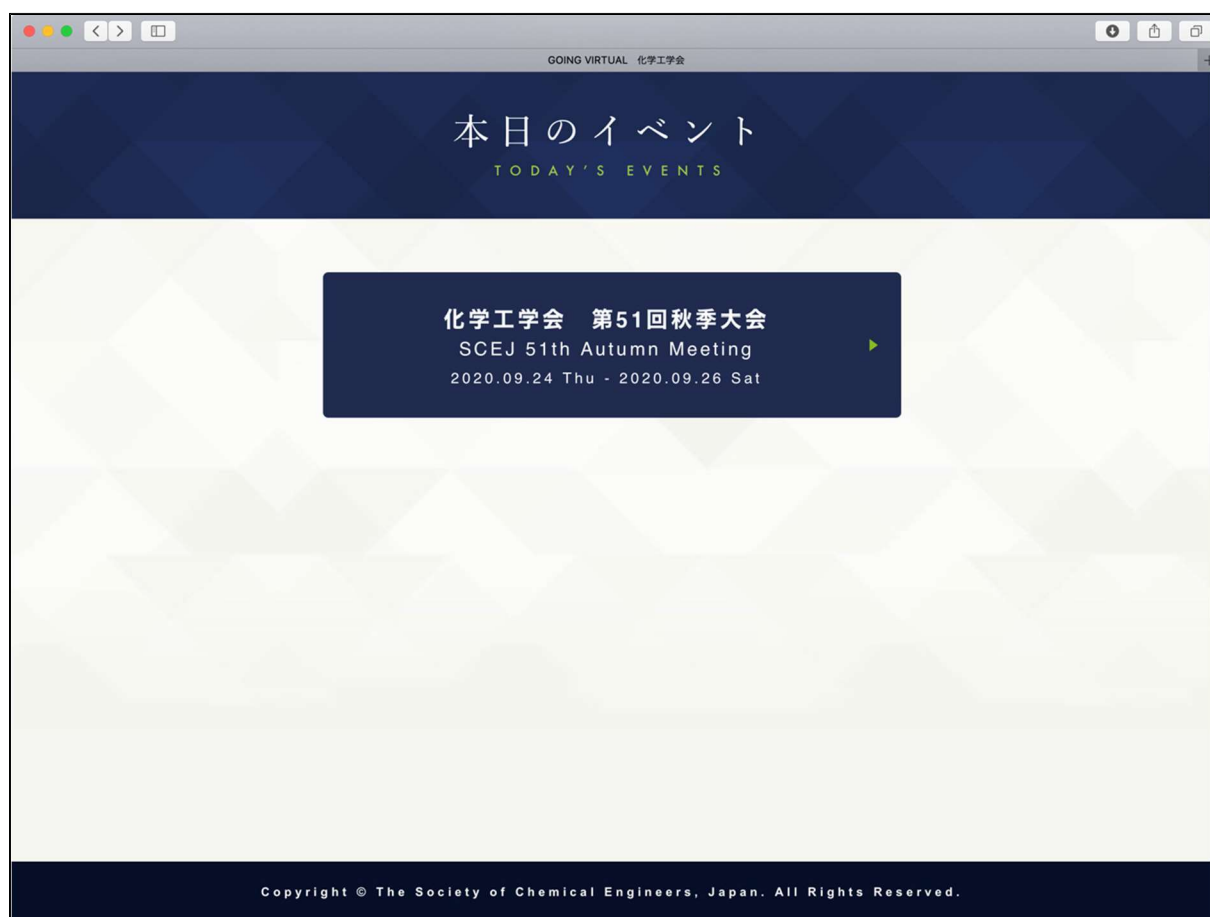 GOING VIRTUAL　化学工学会
本日のイベント
TODAY'S EVENTS
化学工学会　第51回秋季大会
SCEJ 51th Autumn Meeting
2020.09.24 Thu - 2020.09.26 Sat
Copyright © The Society of Chemical Engineers, Japan. All Rights Reserved.